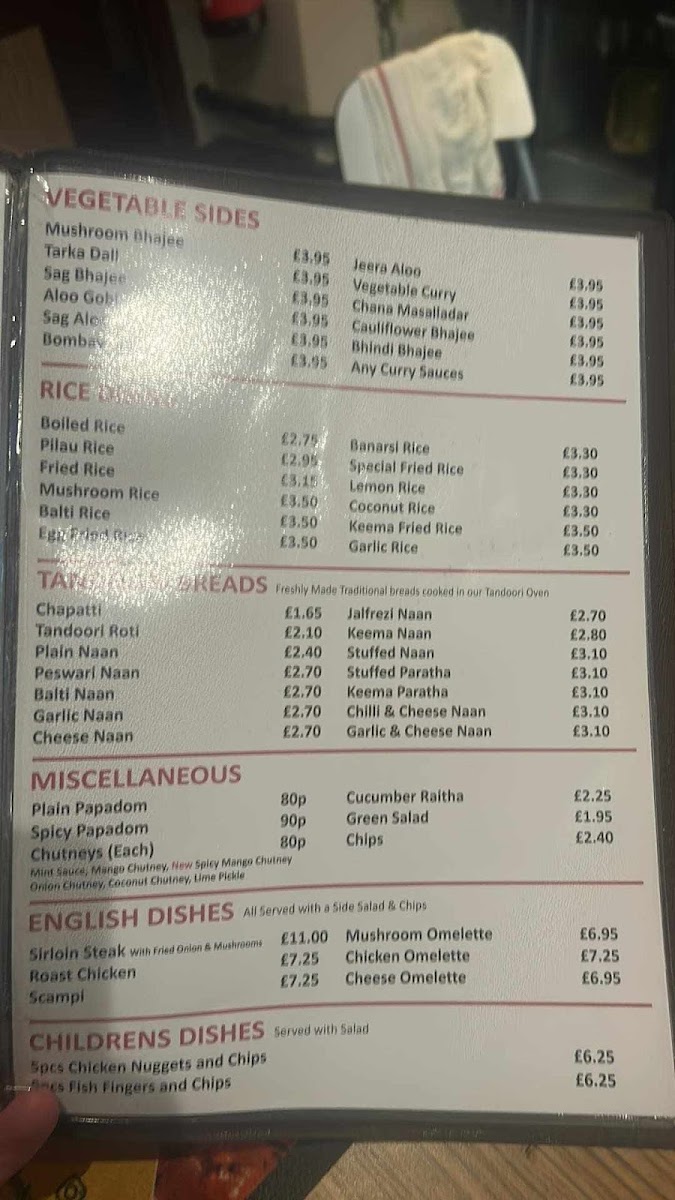 VEGETABLE SIDES
Mushroom Bhajee £3.95 Jeera Aloo £3.95
Tarka Dall £3.95 Vegetable Curry £3.95
Sag Bhajee £3.95 Chana Masalladar £3.95
Aloo Gobi £3.95 Cauliflower Bhajee £3.95
Sag £3.95 Bhindi Bhajee £3.95
Bombay £3.95 Any Curry Sauces £3.95
RICE
Boiled Rice £2.75 Banarsi Rice £3.30
Pilau Rice £2.95 Special Fried Rice £3.30
Fried Rice £3.15 Lemon Rice £3.30
Mushroom Rice £3.50 Coconut Rice £3.30
Balti Rice £3.50 Keema Fried Rice £3.50
Egg Fried Rice £3.50 Garlic Rice £3.50
BREADS Freshly Made Traditional breads cooked in our Tandoori Oven
Chapatti £1.65 Jalfrezi Naan £2.70
Tandoori Roti £2.10 Keema Naan £2.80
Plain Naan £2.40 Stuffed Naan £3.10
Peswari Naan £2.70 Stuffed Paratha £3.10
Balti Naan £2.70 Keema Paratha £3.10
Garlic Naan £2.70 Chilli & Cheese Naan £3.10
Cheese Naan £2.70 Garlic & Cheese Naan £3.10
MISCELLANEOUS
Plain Papadom 80p Cucumber Raitha £2.25
Spicy Papadom 90p Green Salad £1.95
Chutneys (Each) 80p Chips £2.40
Mint Sauce, Mango Chutney, New Spicy Mango Chutney
Onion Chutney, Coconut Chutney, Lime Pickle
ENGLISH DISHES All Served with a Side Salad & Chips
Sirloin Steak With Fried Onion & Mushrooms £11.00 Mushroom Omelette £6.95
Roast Chicken £7.25 Chicken Omelette £7.25
Scampi £7.25 Cheese Omelette £6.95
CHILDRENS DISHES Served with Salad
5pcs Chicken Nuggets and Chips £6.25
Fish Fingers and Chips £6.25